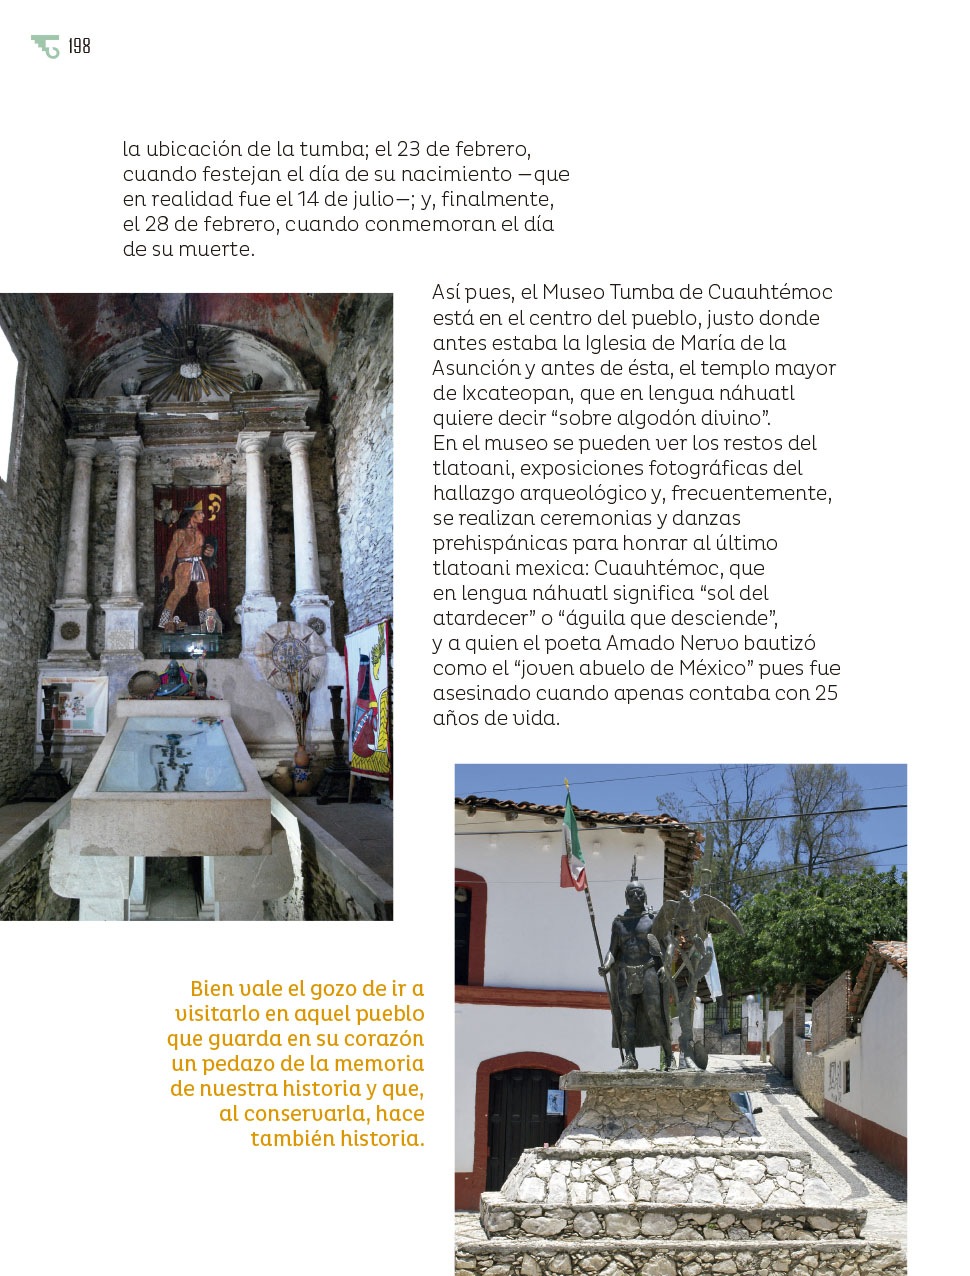 198
la ubicación de la tumba; el 23 de febrero,
cuando festejan el día de su nacimiento —que
en realidad fue el 14 de julio—; y, finalmente,
el 28 de febrero, cuando conmemoran el día
de su muerte.
Así pues, el Museo Tumba de Cuauhtémoc
está en el centro del pueblo, justo donde
antes estaba la Iglesia de María de la
Asunción y antes de ésta, el templo mayor
de Ixcateopan, que en lengua náhuatl
quiere decir “sobre algodón divino”.
En el museo se pueden ver los restos del
tlatoani, exposiciones fotográficas del
hallazgo arqueológico y, frecuentemente,
se realizan ceremonias y danzas
prehispánicas para honrar al último
tlatoani mexica: Cuauhtémoc, que
en lengua náhuatl significa “sol del
atardecer” o “águila que desciende”,
y a quien el poeta Amado Nervo bautizó
como el “joven abuelo de México” pues fue
asesinado cuando apenas contaba con 25
años de vida.
Bien vale el gozo de ir a
visitarlo en aquel pueblo
que guarda en su corazón
un pedazo de la memoria
de nuestra historia y que,
al conservarla, hace
también historia.